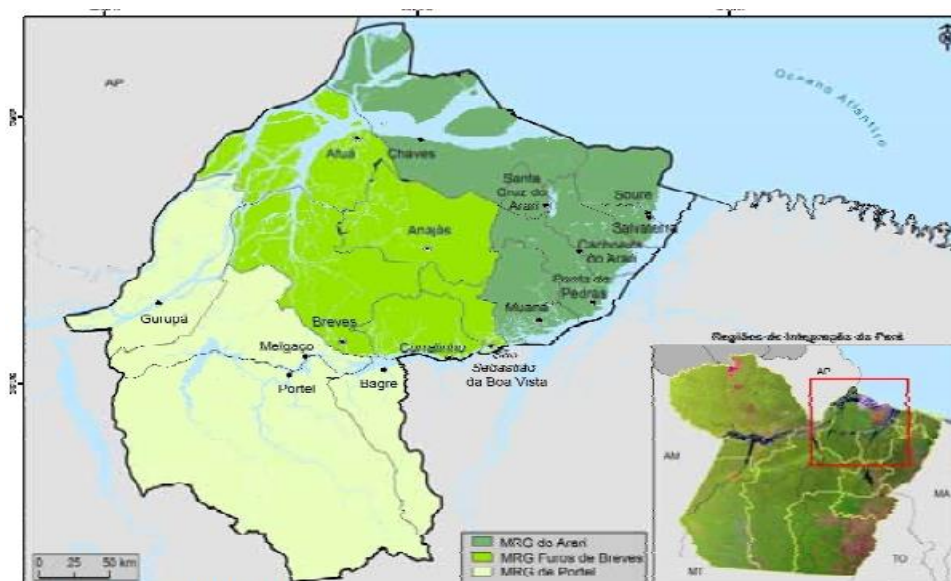 AP
Oceano Atlântico
Afuá
Chaves
Santa
Cruz do
Arari
Soure
Salvaterra
Anajás
Cachoeira
do Arari
Ponta de
Pedras
Muaná
Gurupá
Breves
Melgaço
Curralinho
São
Sebastião
da Boa Vista
Portel
Bagre
Regiões de Integração do Pará
AP
AM
MA
MT
TO
MRG do Arari
MRG Furos de Breves
MRG de Portel
0 25 50 km